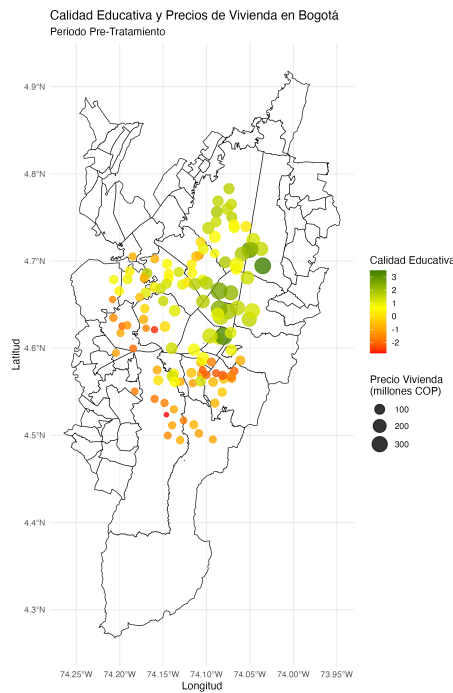 Calidad Educativa y Precios de Vivienda en Bogotá
Periodo Pre-Tratamiento
4.9°N
4.8°N
4.7°N
4.6°N
4.5°N
4.4°N
4.3°N
Latitud
74.25°W 74.20°W 74.15°W 74.10°W 74.05°W 74.00°W 73.95°W
Longitud
Calidad Educativa
3
2
1
0
-1
-2
Precio Vivienda
(millones COP)
100
200
300